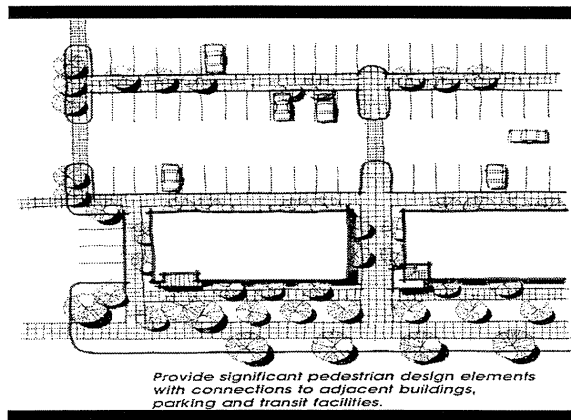 Provide significant pedestrian design elements
with connections to adjacent buildings,
parking and transit facilities.